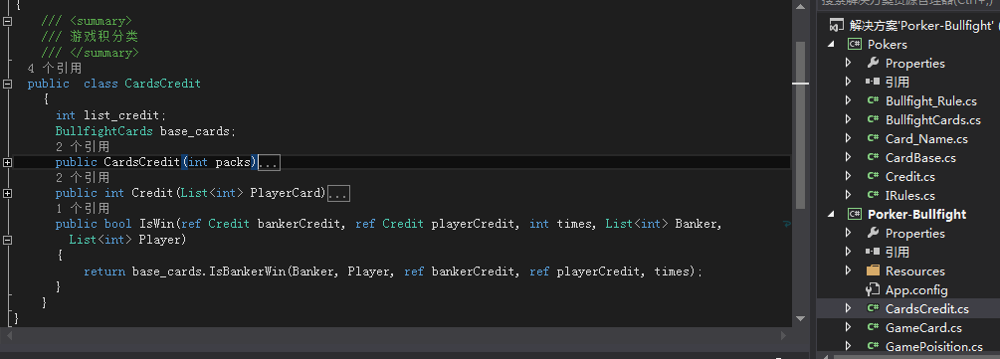 搜索解决方案资源管理器(Ctrl+;)
{
/// <summary>
/// 游戏积分类
/// </summary>
4 个引用
public class CardsCredit
{
int list_credit;
BullfightCards base_cards;
2 个引用
public CardsCredit(int packs)...
2 个引用
public int Credit(List<int> PlayerCard)...
1 个引用
public bool IsWin(ref Credit bankerCredit, ref Credit playerCredit, int times, List<int> Banker,
List<int> Player)
{
return base_cards.IsBankerWin(Banker, Player, ref bankerCredit, ref playerCredit, times);
}
}
}
解决方案'Porker-Bullfight' (
C# Pokers
Properties
引用
C# Bullfight_Rule.cs
C# BullfightCards.cs
C# Card_Name.cs
C# CardBase.cs
C# Credit.cs
C# IRules.cs
C# Porker-Bullfight
Properties
引用
Resources
App.config
C# CardsCredit.cs
C# GameCard.cs
C# GamePoisition.cs